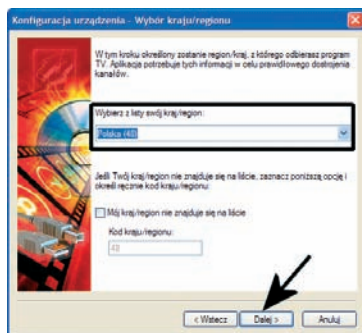 Konfiguracja urządzenia - Wybór kraju/regionu
W tym kroku określony zostanie region/kraj, z którego odbierasz program
TV. Aplikacja potrzebuje tych informacji w celu prawidłowego dostrojenia
kanałów.
Wybierz z listy swój kraj/region:
Polska (48)
Jeśli Twój kraj/region nie znajduje się na liście, zaznacz poniższą opcję i
określ ręcznie kod kraju/regionu:
Mój kraj/region nie znajduje się na liście
Kod kraju/regionu:
48
< Wstecz Dalej > Anuluj